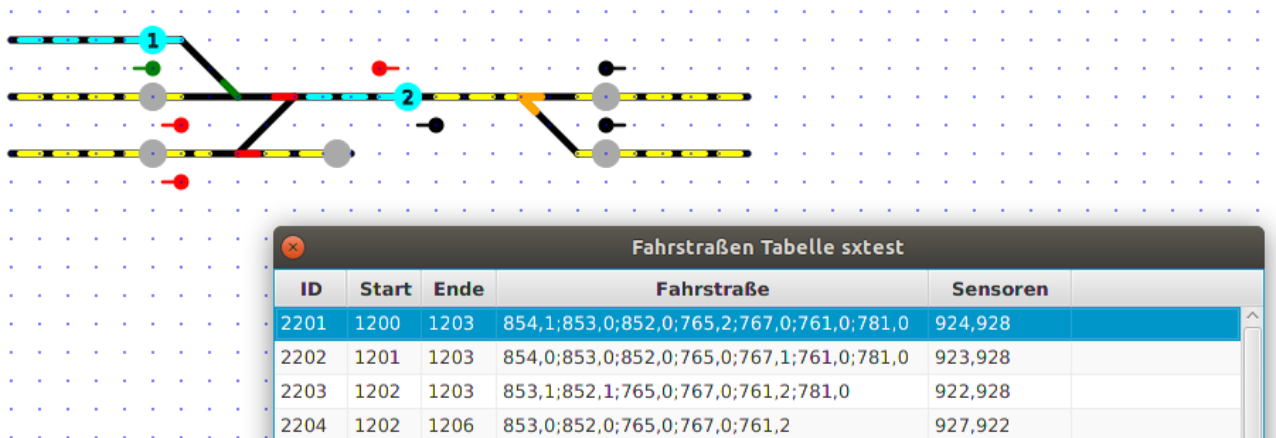 1
2
Fahrstraßen Tabelle sxtest
ID Start Ende Fahrstraße Sensoren
2201 1200 1203 854,1;853,0;852,0;765,2;767,0;761,0;781,0 924,928
2202 1201 1203 854,0;853,0;852,0;765,0;767,1;761,0;781,0 923,928
2203 1202 1203 853,1;852,1;765,0;767,0;761,2;781,0 922,928
2204 1202 1206 853,0;852,0;765,0;767,0;761,2 927,922